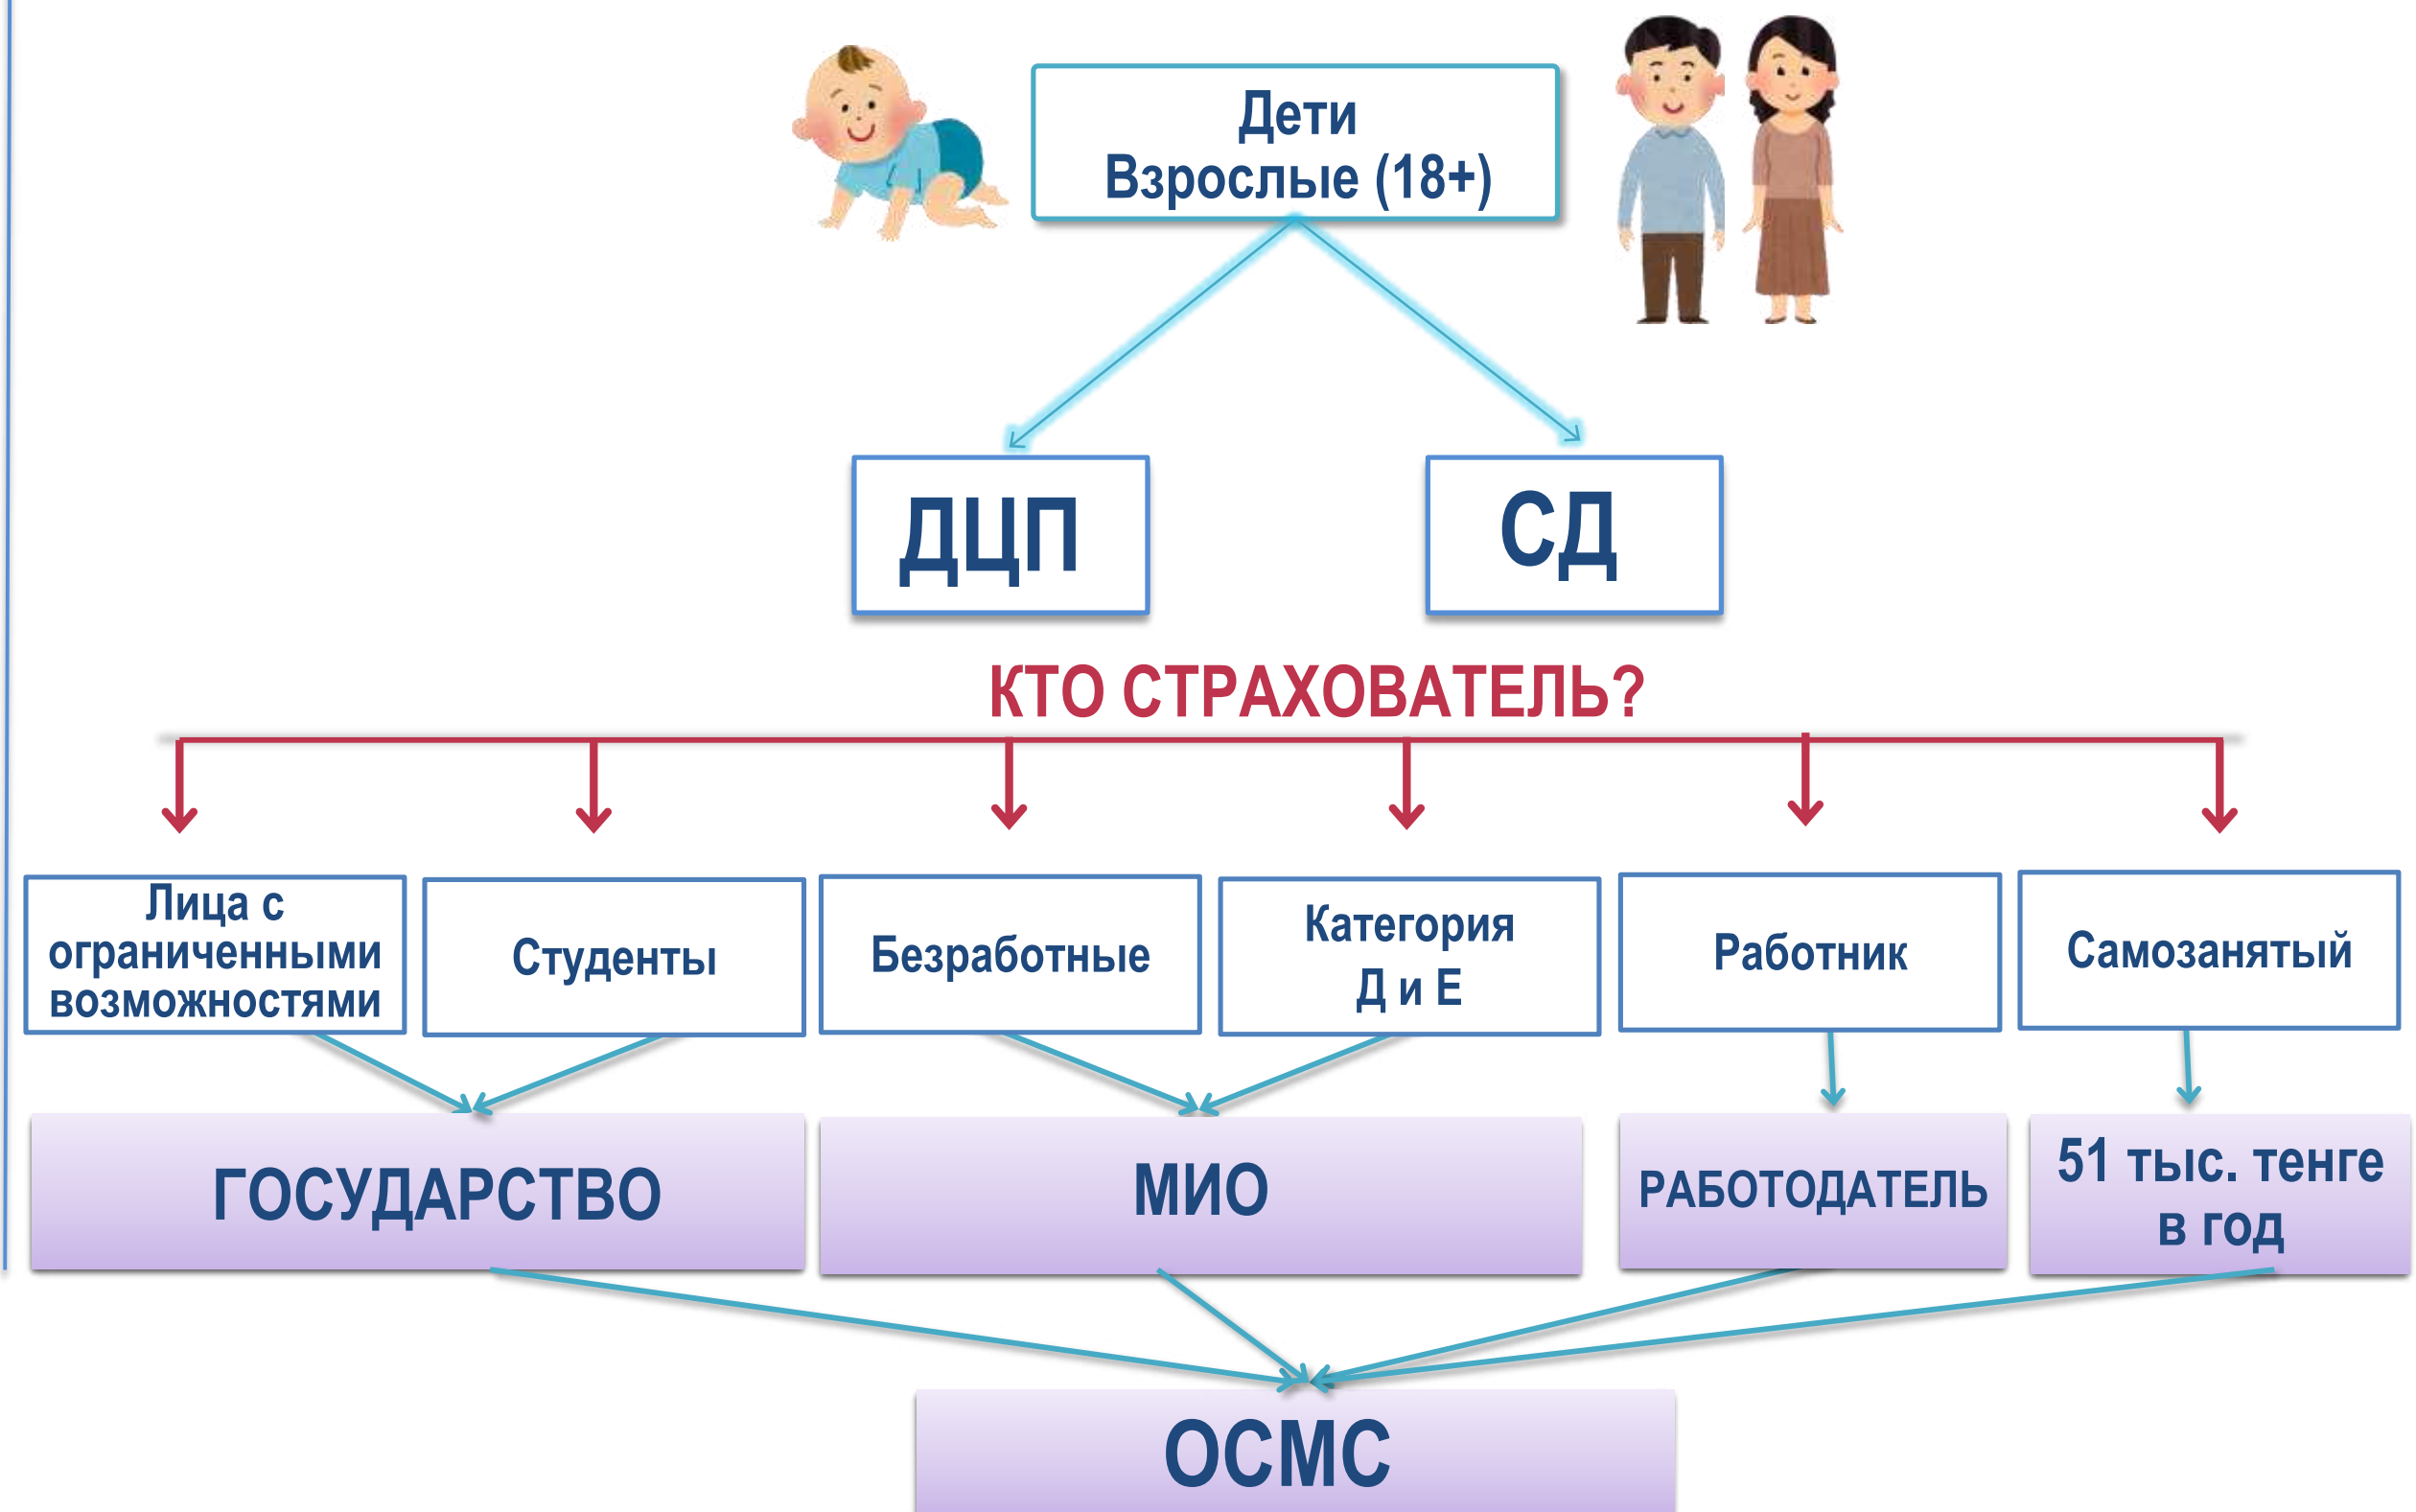 Дети
Взрослые (18+)
ДЦП
СД
КТО СТРАХОВАТЕЛЬ?
Лица с
ограниченными
возможностями
Студенты
Безработные
Категория
Д и Е
Работник
Самозанятый
ГОСУДАРСТВО
МИО
РАБОТОДАТЕЛЬ
51 тыс. тенге
в год
ОСМС